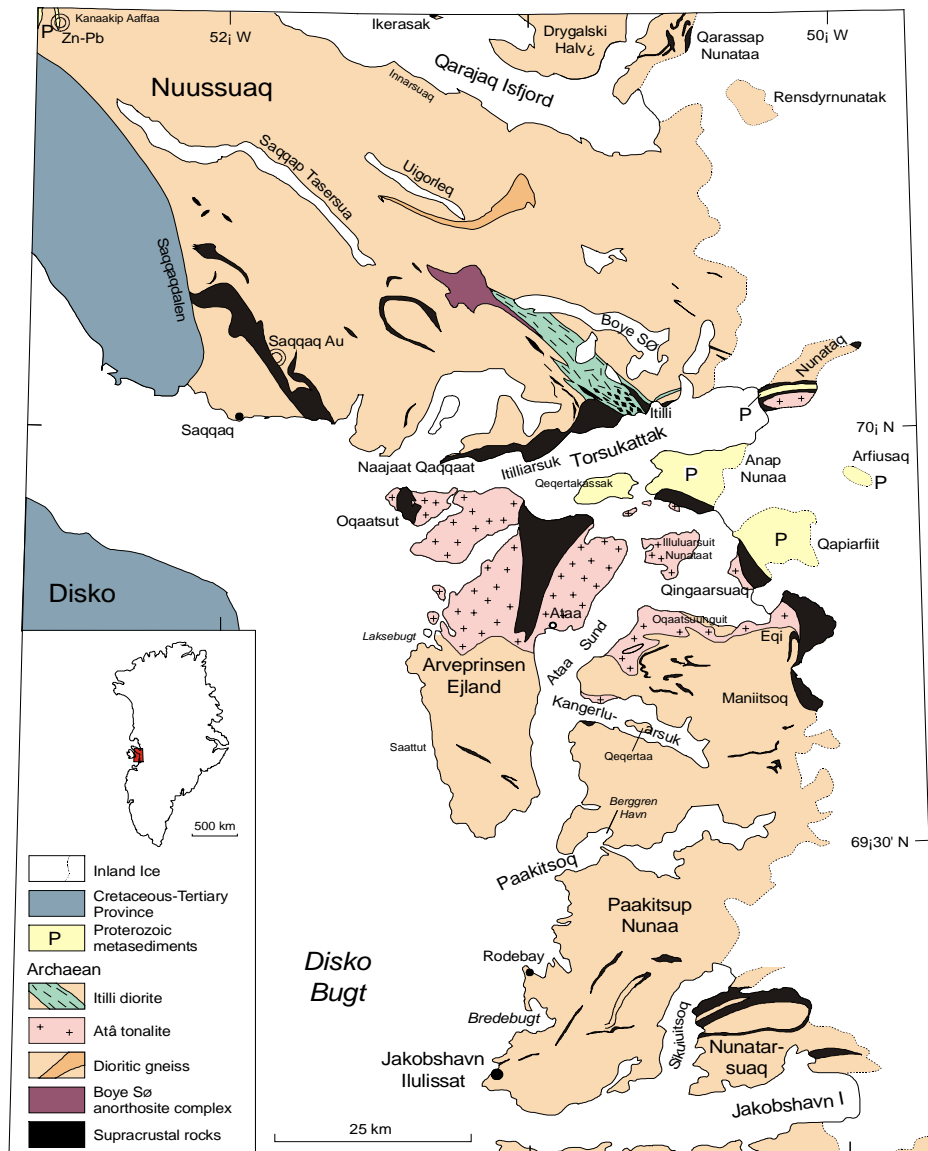 Kanaakip Aaffaa
P
Zn-Pb
52¡ W
Ikerasak
Drygalski
Halv¿
Qarassap
Nunataa
50¡ W
Nuussuaq
Innarsuaq
Qarajaq Isfjord
Rensdyrnunatak
Saqqap Tasersua
Uigorleq
Saqqaqdalen
Saqqaq Au
Boye SØ
Nunataq
Saqqaq
Itilli
P
70¡ N
Naajaat Qaqqaat
Itilliarsuk
Torsukattak
Qeqertakassak
P
Anap
Nunaa
Arfiusaq
P
Oqaatsut
Illuluarsuit
Nunataat
P
Qapiarfiit
Disko
Qingaarsuaq
Ataa
Oqaatsunguit
Eqi
Laksebugt
Ataa Sund
Arveprinsen
Ejland
Maniitsoq
Kangerlu-
arsuk
Saattut
Qeqertaa
Berggren
Havn
69¡30' N
500 km
Paakitsoq
Inland Ice
Cretaceous-Tertiary
Province
P
Proterozoic
metasediments
Archaean
Itilli diorite
Atâ tonalite
Dioritic gneiss
Boye Sø
anorthosite complex
Supracrustal rocks
Paakitsup
Nunaa
Disko
Bugt
Rodebay
Bredebugt
Sikuiuitsoq
Jakobshavn
Ilulissat
Nunatar-
suaq
Jakobshavn I
25 km